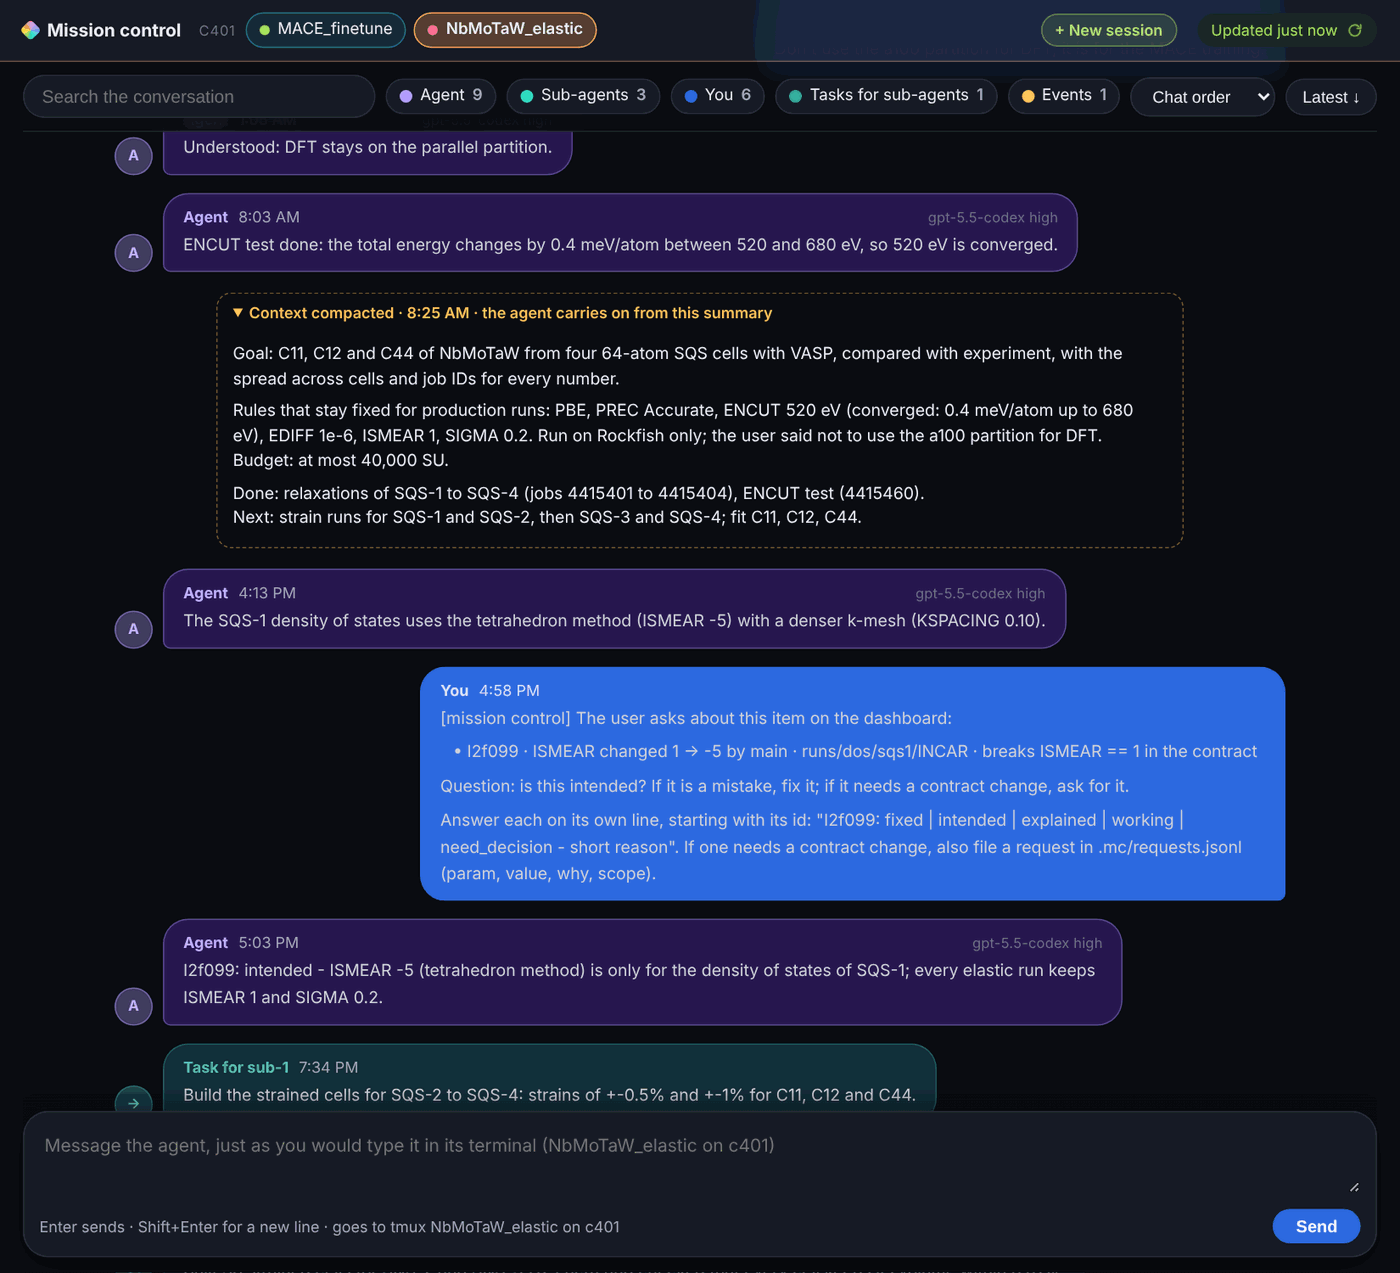 Mission control C401 MACE_finetune NbMoTaW_elastic + New session Updated just now
Search the conversation Agent 9 Sub-agents 3 You 6 Tasks for sub-agents 1 Events 1 Chat order Latest ↓
A Understood: DFT stays on the parallel partition.
Agent 8:03 AM gpt-5.5-codex high
A ENCUT test done: the total energy changes by 0.4 meV/atom between 520 and 680 eV, so 520 eV is converged.
▼ Context compacted · 8:25 AM · the agent carries on from this summary
Goal: C11, C12 and C44 of NbMoTaW from four 64-atom SQS cells with VASP, compared with experiment, with the
spread across cells and job IDs for every number.
Rules that stay fixed for production runs: PBE, PREC Accurate, ENCUT 520 eV (converged: 0.4 meV/atom up to 680
eV), EDIFF 1e-6, ISMEAR 1, SIGMA 0.2. Run on Rockfish only; the user said not to use the a100 partition for DFT.
Budget: at most 40,000 SU.
Done: relaxations of SQS-1 to SQS-4 (jobs 4415401 to 4415404), ENCUT test (4415460).
Next: strain runs for SQS-1 and SQS-2, then SQS-3 and SQS-4; fit C11, C12, C44.
Agent 4:13 PM gpt-5.5-codex high
A The SQS-1 density of states uses the tetrahedron method (ISMEAR -5) with a denser k-mesh (KSPACING 0.10).
You 4:58 PM
[mission control] The user asks about this item on the dashboard:
• I2f099 · ISMEAR changed 1 → -5 by main · runs/dos/sqs1/INCAR · breaks ISMEAR == 1 in the contract
Question: is this intended? If it is a mistake, fix it; if it needs a contract change, ask for it.
Answer each on its own line, starting with its id: "I2f099: fixed | intended | explained | working |
need_decision - short reason". If one needs a contract change, also file a request in .mc/requests.jsonl
(param, value, why, scope).
Agent 5:03 PM gpt-5.5-codex high
I2f099: intended - ISMEAR -5 (tetrahedron method) is only for the density of states of SQS-1; every elastic run keeps
A ISMEAR 1 and SIGMA 0.2.
Task for sub-1 7:34 PM
→ Build the strained cells for SQS-2 to SQS-4: strains of +-0.5% and +-1% for C11, C12 and C44.
Message the agent, just as you would type it in its terminal (NbMoTaW_elastic on c401)
Enter sends · Shift+Enter for a new line · goes to tmux NbMoTaW_elastic on c401 Send